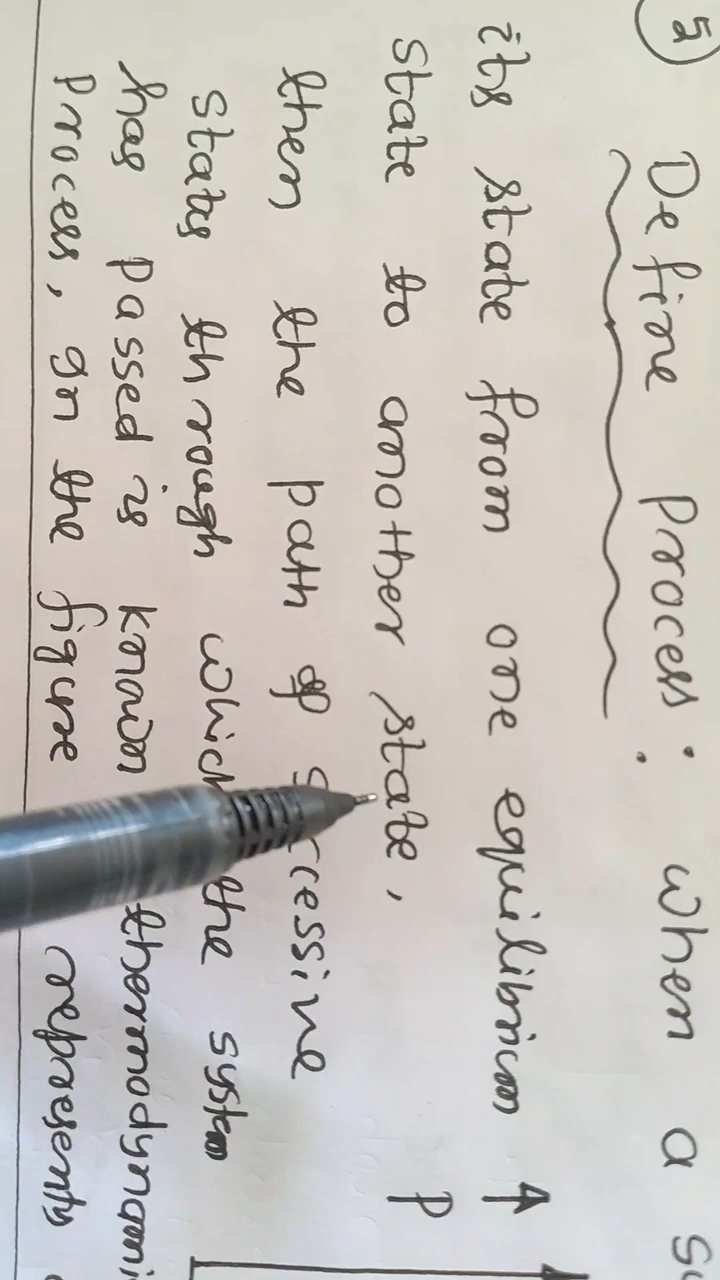 5 Define Process: when a
its state from one equilibrium
state to another state, P
then the path of successive
states through which the system
has passed is known thermodynami
Process, In the figure represents